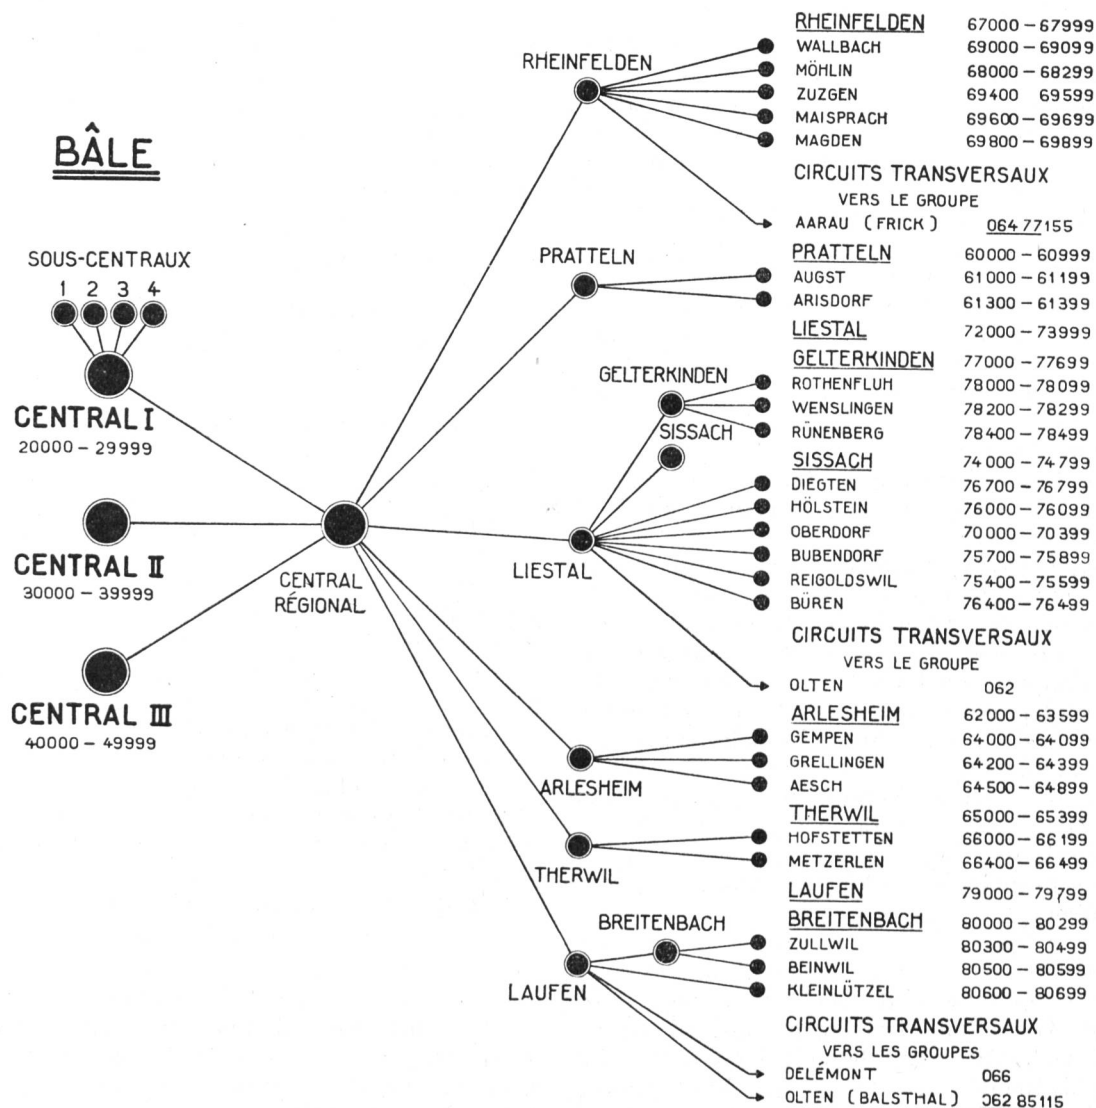 BÂLE
SOUS-CENTRAUX
1 2 3 4
CENTRAL I
20000 – 29999
CENTRAL II
30000 – 39999
CENTRAL III
40000 – 49999
CENTRAL
RÉGIONAL
RHEINFELDEN
PRATTELN
GELTERKINDEN
SISSACH
LIESTAL
ARLESHEIM
THERWIL
BREITENBACH
LAUFEN
RHEINFELDEN 67000 – 67999
WALLBACH 69000 – 69099
MÖHLIN 68000 – 68299
ZUZGEN 69400 69599
MAISPRACH 69600 – 69699
MAGDEN 69800 – 69899
CIRCUITS TRANSVERSAUX
VERS LE GROUPE
AARAU (FRICK) 064 77155
PRATTELN 60000 – 60999
AUGST 61000 – 61199
ARISDORF 61300 – 61399
LIESTAL 72000 – 73999
GELTERKINDEN 77000 – 77699
ROTHENFLUH 78000 – 78099
WENSLINGEN 78200 – 78299
RÜNENBERG 78400 – 78499
SISSACH 74000 – 74799
DIEGTEN 76700 – 76799
HÖLSTEIN 76000 – 76099
OBERDORF 70000 – 70399
BUBENDORF 75700 – 75899
REIGOLDSWIL 75400 – 75599
BÜREN 76400 – 76499
CIRCUITS TRANSVERSAUX
VERS LE GROUPE
OLTEN 062
ARLESHEIM 62000 – 63599
GEMPEN 64000 – 64099
GRELLINGEN 64200 – 64399
AESCH 64500 – 64899
THERWIL 65000 – 65399
HOFSTETTEN 66000 – 66199
METZERLEN 66400 – 66499
LAUFEN 79000 – 79799
BREITENBACH 80000 – 80299
ZULLWIL 80300 – 80499
BEINWIL 80500 – 80599
KLEINLÜTZEL 80600 – 80699
CIRCUITS TRANSVERSAUX
VERS LES GROUPES
DELÉMONT 066
OLTEN (BALSTHAL) 062 85115